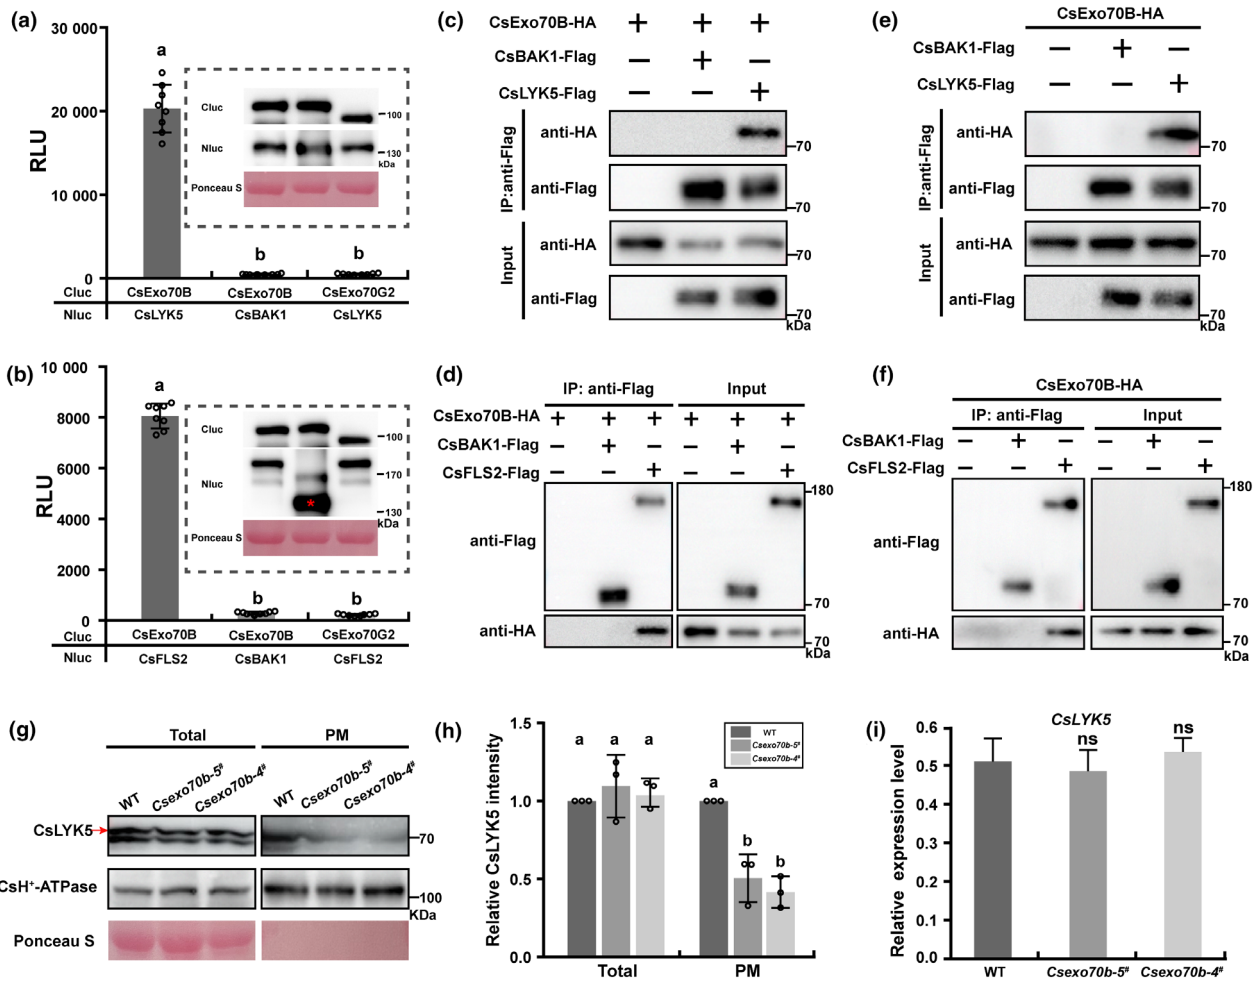 (a)
30 000
20 000
10 000
0
RLU
a
b
b
Cluc
Nluc
Ponceau S
100
130
kDa
Cluc CsExo70B CsExo70B CsExo70G2
Nluc CsLYK5 CsBAK1 CsLYK5
(b)
10 000
8000
6000
4000
2000
0
RLU
a
b
b
Cluc
Nluc
Ponceau S
100
170
130
kDa
*
Cluc CsExo70B CsExo70B CsExo70G2
Nluc CsFLS2 CsBAK1 CsFLS2
(c)
CsExo70B-HA + + +
CsBAK1-Flag − + −
CsLYK5-Flag − − +
IP:anti-Flag
anti-HA 70
anti-Flag 70
Input
anti-HA 70
anti-Flag 70
kDa
(d)
IP: anti-Flag Input
CsExo70B-HA + + + + + +
CsBAK1-Flag − + − − + −
CsFLS2-Flag − − + − − +
anti-Flag
180
70
anti-HA 70
kDa
(e)
CsExo70B-HA
CsBAK1-Flag − + −
CsLYK5-Flag − − +
IP:anti-Flag
anti-HA 70
anti-Flag 70
Input
anti-HA 70
anti-Flag 70
kDa
(f)
CsExo70B-HA
IP: anti-Flag Input
CsBAK1-Flag − + − − + −
CsFLS2-Flag − − + − − +
anti-Flag
180
70
anti-HA 70
kDa
(g)
Total PM
WT Csexo70b-5# Csexo70b-4# WT Csexo70b-5# Csexo70b-4#
CsLYK5 70
CsH⁺-ATPase 100
KDa
Ponceau S
(h)
Relative CsLYK5 intensity
1.5
1.0
0.5
0.0
a a a
a b b
WT
Csexo70b-5#
Csexo70b-4#
Total PM
(i)
CsLYK5
Relative expression level
0.6
0.5
0.4
0.3
0.2
0.1
0.0
ns ns
WT Csexo70b-5# Csexo70b-4#